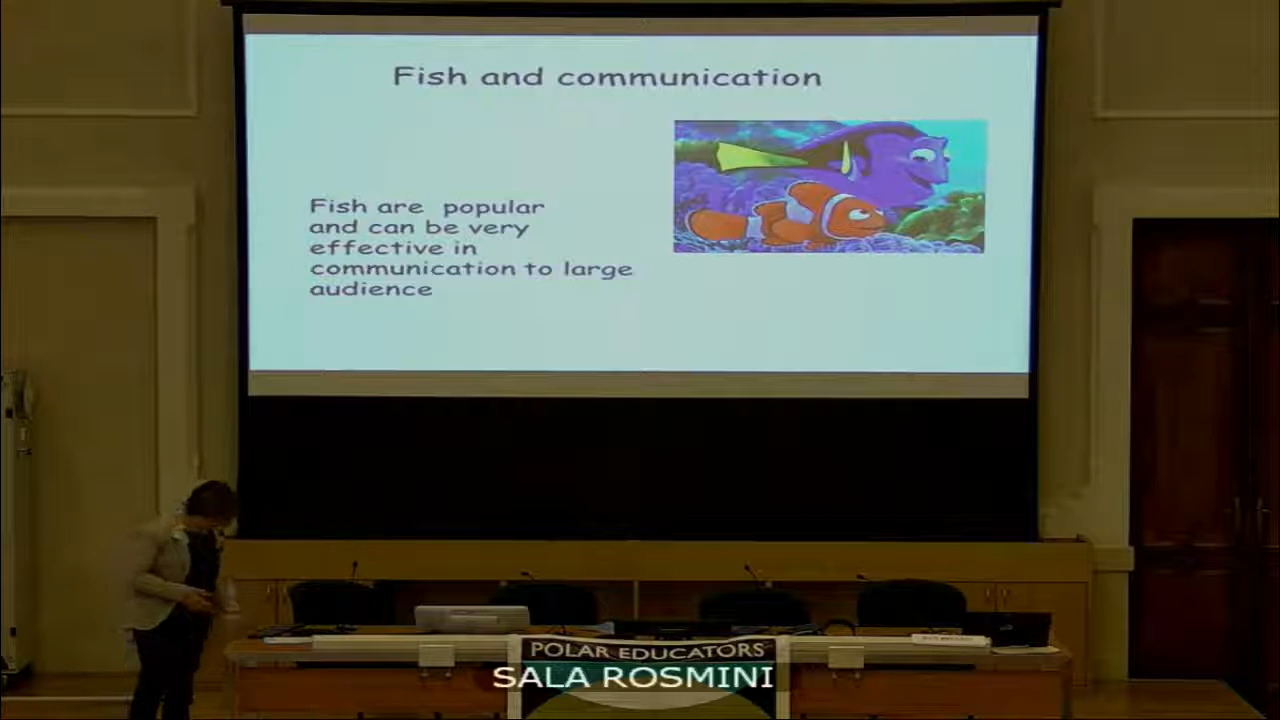 Fish and communication
Fish are popular
and can be very
effective in
communication to large
audience
POLAR EDUCATORS
SALA ROSMINI